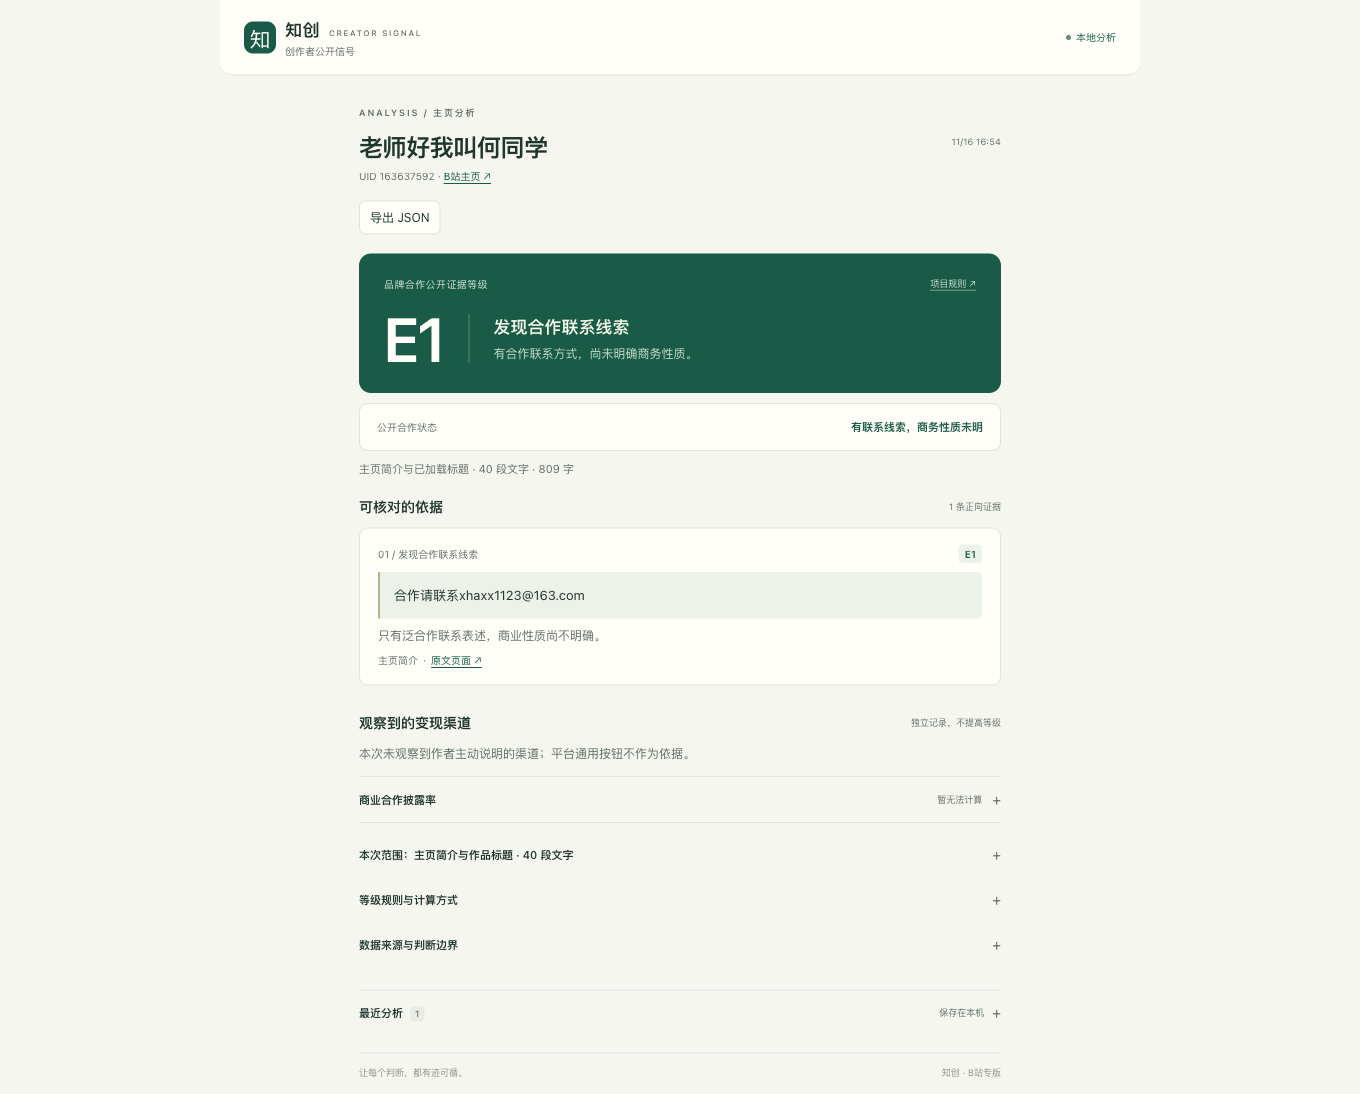 知
知创 CREATOR SIGNAL
创作者公开信号
本地分析
ANALYSIS / 主页分析
老师好我叫何同学
11/16 16:54
UID 163637592 · B站主页 ↗
导出 JSON
品牌合作公开证据等级
项目规则 ↗
E1
发现合作联系线索
有合作联系方式，尚未明确商务性质。
公开合作状态
有联系线索，商务性质未明
主页简介与已加载标题 · 40 段文字 · 809 字
可核对的依据
1 条正向证据
01 / 发现合作联系线索
E1
合作请联系xhaxx1123@163.com
只有泛合作联系表述，商业性质尚不明确。
主页简介 · 原文页面 ↗
观察到的变现渠道
独立记录，不提高等级
本次未观察到作者主动说明的渠道；平台通用按钮不作为依据。
商业合作披露率
暂无法计算 +
本次范围：主页简介与作品标题 · 40 段文字 +
等级规则与计算方式 +
数据来源与判断边界 +
最近分析 1
保存在本机 +
让每个判断，都有迹可循。
知创 · B站专版